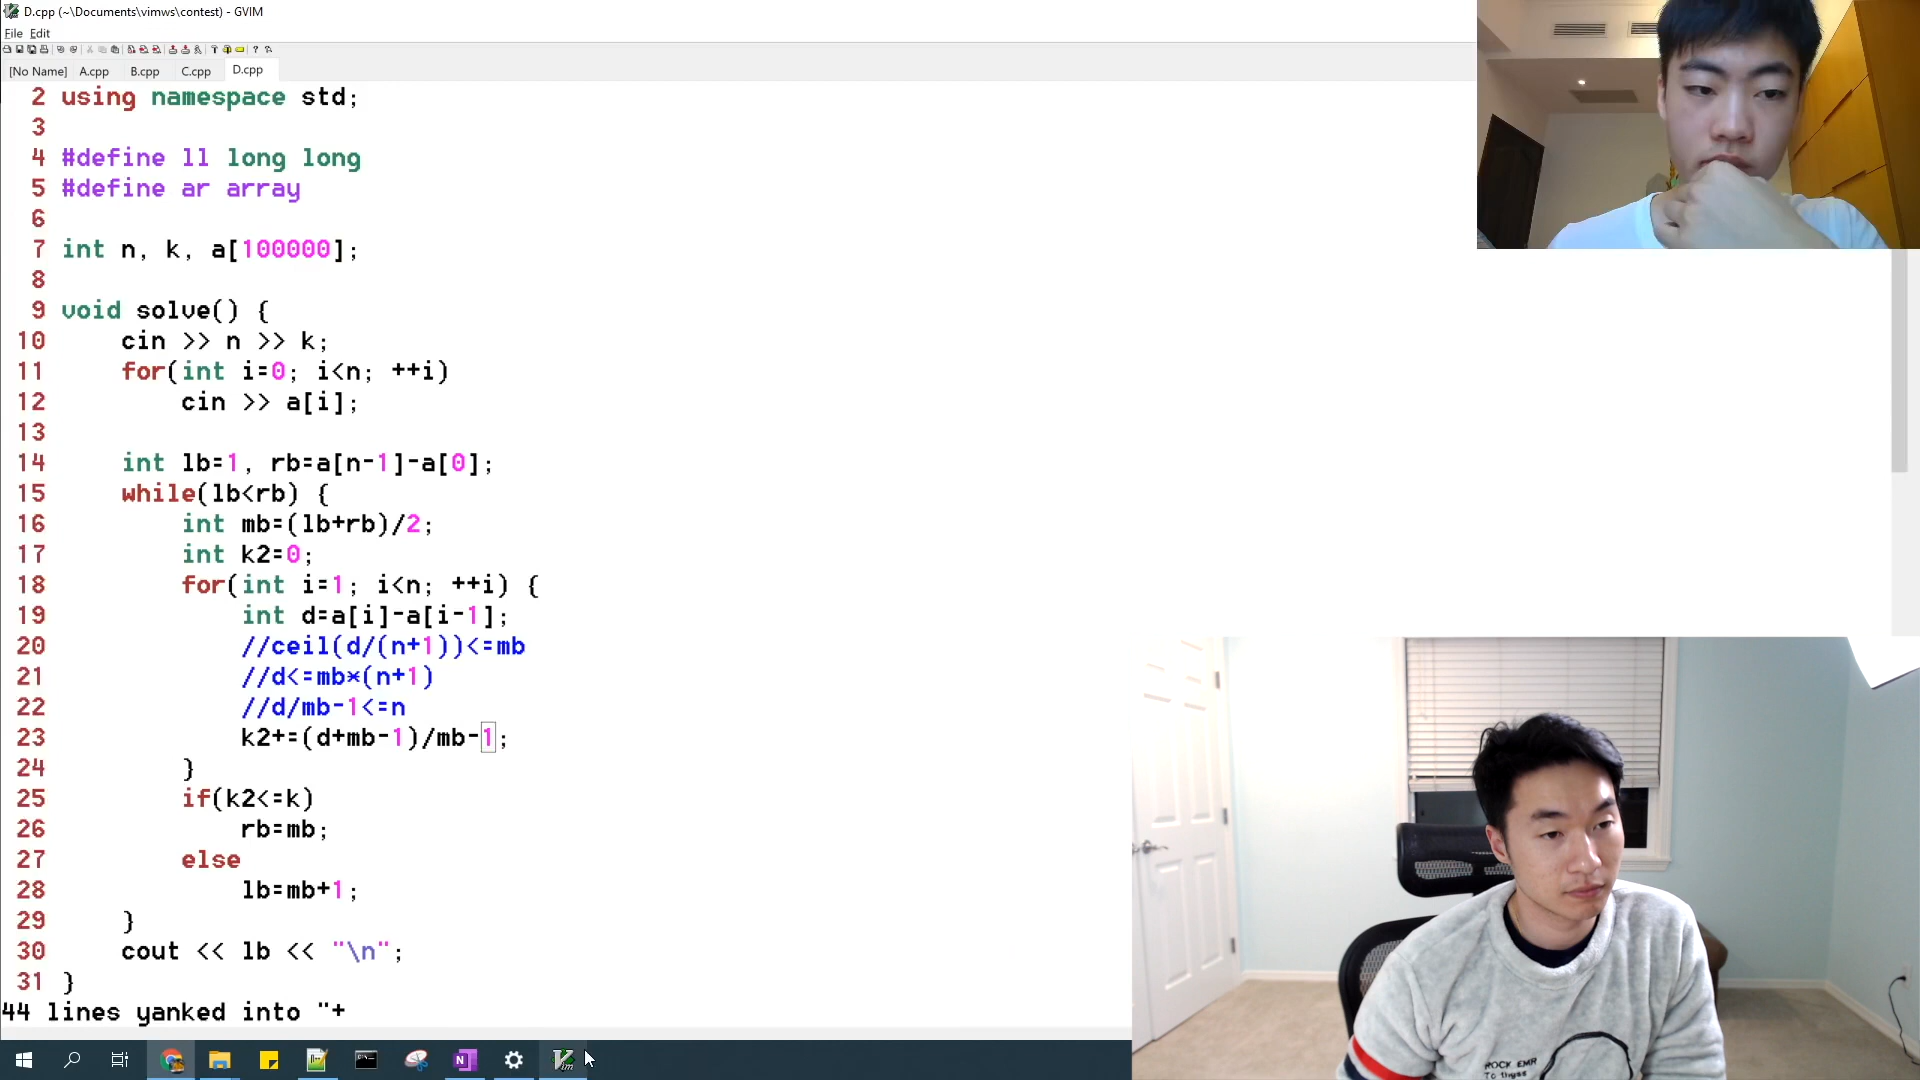 D.cpp (~\Documents\vimws\contest) - GVIM
File Edit
[No Name] A.cpp B.cpp C.cpp D.cpp
2 using namespace std;
3
4 #define ll long long
5 #define ar array
6
7 int n, k, a[100000];
8
9 void solve() {
10 cin >> n >> k;
11 for(int i=0; i<n; ++i)
12 cin >> a[i];
13
14 int lb=1, rb=a[n-1]-a[0];
15 while(lb<rb) {
16 int mb=(lb+rb)/2;
17 int k2=0;
18 for(int i=1; i<n; ++i) {
19 int d=a[i]-a[i-1];
20 //ceil(d/(n+1))<=mb
21 //d<=mb*(n+1)
22 //d/mb-1<=n
23 k2+=(d+mb-1)/mb-1;
24 }
25 if(k2<=k)
26 rb=mb;
27 else
28 lb=mb+1;
29 }
30 cout << lb << "\n";
31 }
44 lines yanked into "+
ROCK EMR
To thyss